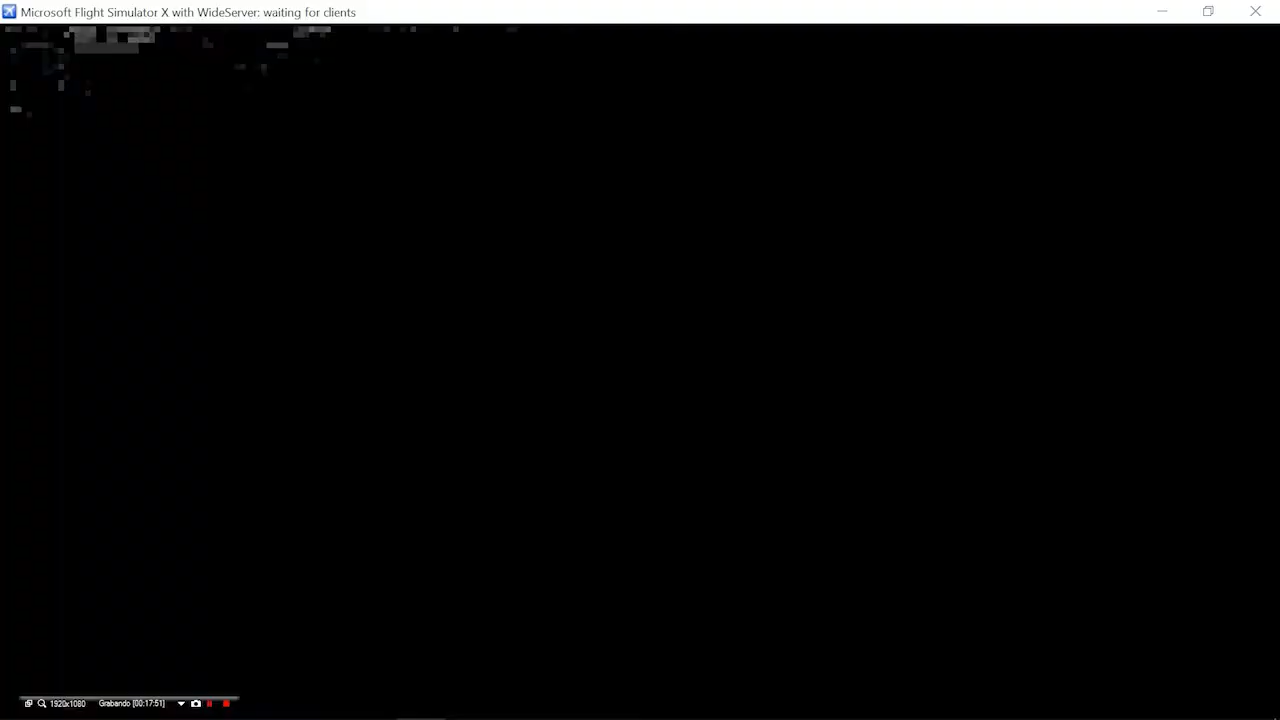 Microsoft Flight Simulator X with WideServer: waiting for clients
1920x1080 Grabando [00:17:51]